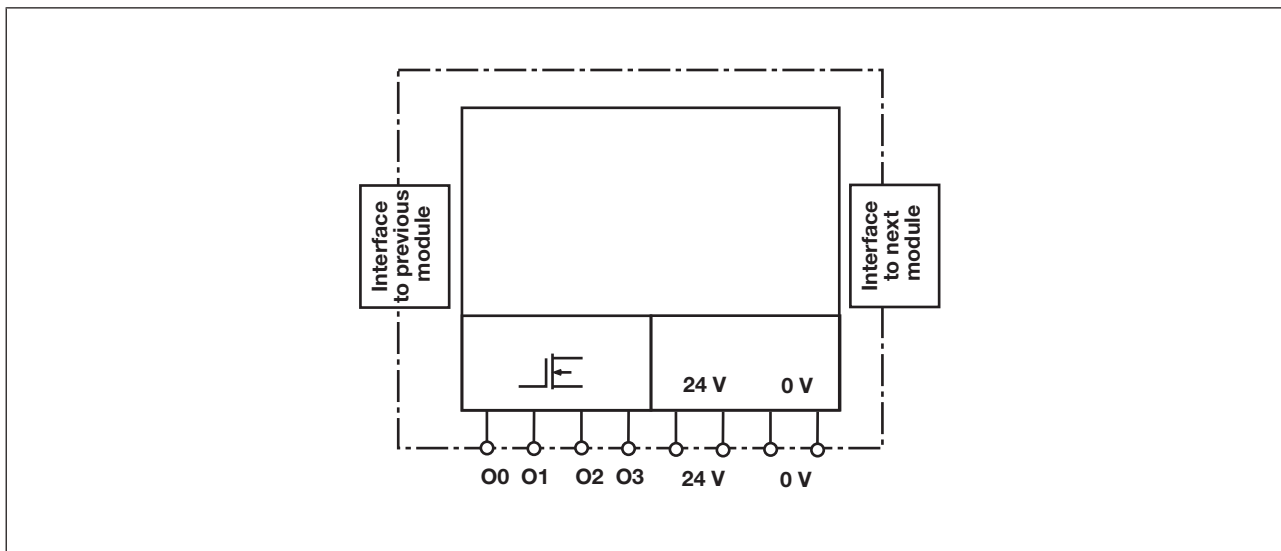 Interface
to previous
module
Interface
to next
module
24 V 0 V
O0 O1 O2 O3 24 V 0 V